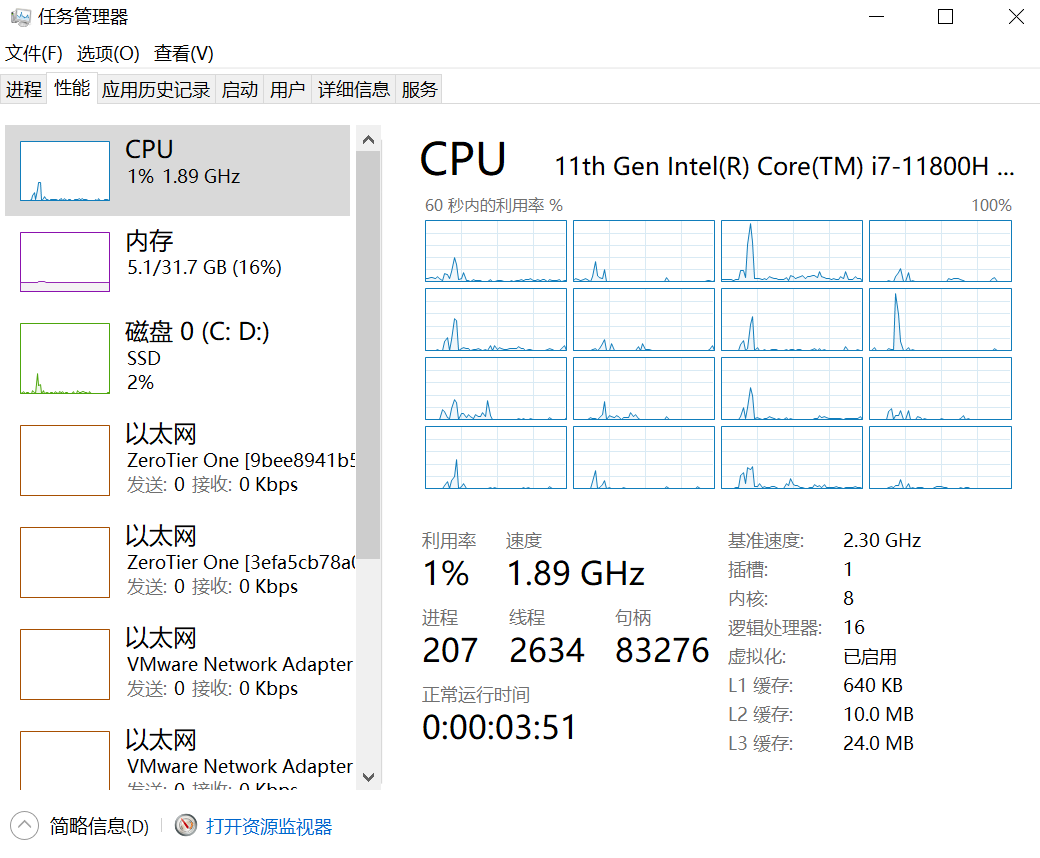 任务管理器
文件(F) 选项(O) 查看(V)
进程 性能 应用历史记录 启动 用户 详细信息 服务
CPU
1% 1.89 GHz
内存
5.1/31.7 GB (16%)
磁盘 0 (C: D:)
SSD
2%
以太网
ZeroTier One [9bee8941b5
发送: 0 接收: 0 Kbps
以太网
ZeroTier One [3efa5cb78a0
发送: 0 接收: 0 Kbps
以太网
VMware Network Adapter
发送: 0 接收: 0 Kbps
以太网
VMware Network Adapter
发送: 0 接收: 0 Kbps
CPU 11th Gen Intel(R) Core(TM) i7-11800H ...
60 秒内的利用率 % 100%
利用率 速度
1% 1.89 GHz
进程 线程 句柄
207 2634 83276
正常运行时间
0:00:03:51
基准速度: 2.30 GHz
插槽: 1
内核: 8
逻辑处理器: 16
虚拟化: 已启用
L1 缓存: 640 KB
L2 缓存: 10.0 MB
L3 缓存: 24.0 MB
简略信息(D) 打开资源监视器